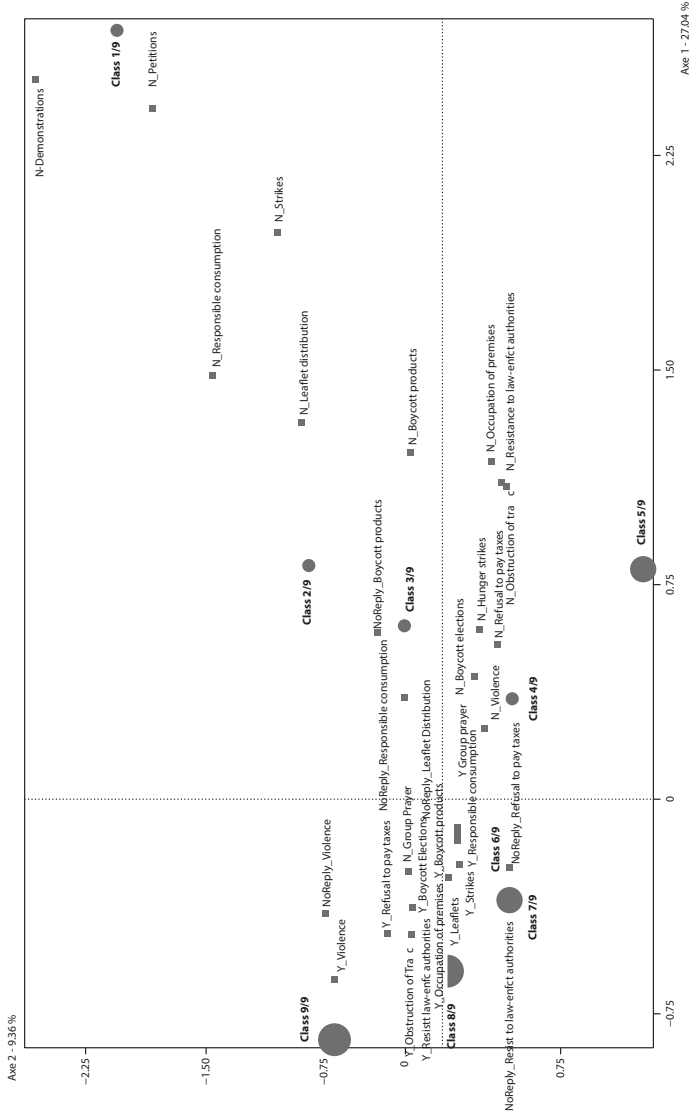 Axe 2 - 9.36 %
Axe 1 - 27.04 %
−2.25
−1.50
−0.75
0
0.75
−0.75
0
0.75
1.50
2.25
N-Demonstrations
Class 1/9
N_Petitions
N_Strikes
N_Responsible consumption
N_Leaflet distribution
N_Boycott products
N_Occupation of premises
N_Resistance to law-enfct authorities
N_Obstruction of tra c
Class 5/9
Class 2/9
NoReply_Boycott products
Class 3/9
N_Hunger strikes
N_Refusal to pay taxes
N_Boycott elections
N_Violence
Class 4/9
NoReply_Responsible consumption
NoReply_Leaflet Distribution
Y Group prayer
Y_Responsible consumption
NoReply_Refusal to pay taxes
Class 6/9
Y_Boycott products
Y_Strikes
N_Group Prayer
Y_Boycott Elections
Y_Refusal to pay taxes
NoReply_Violence
Y_Violence
Y_Occupation of premises
Y_Leaflets
Class 7/9
Y_Obstruction of Tra c
Y_Resistt law-enfc authorities
Class 8/9
Class 9/9
NoReply_Resist to law-enfct authorities